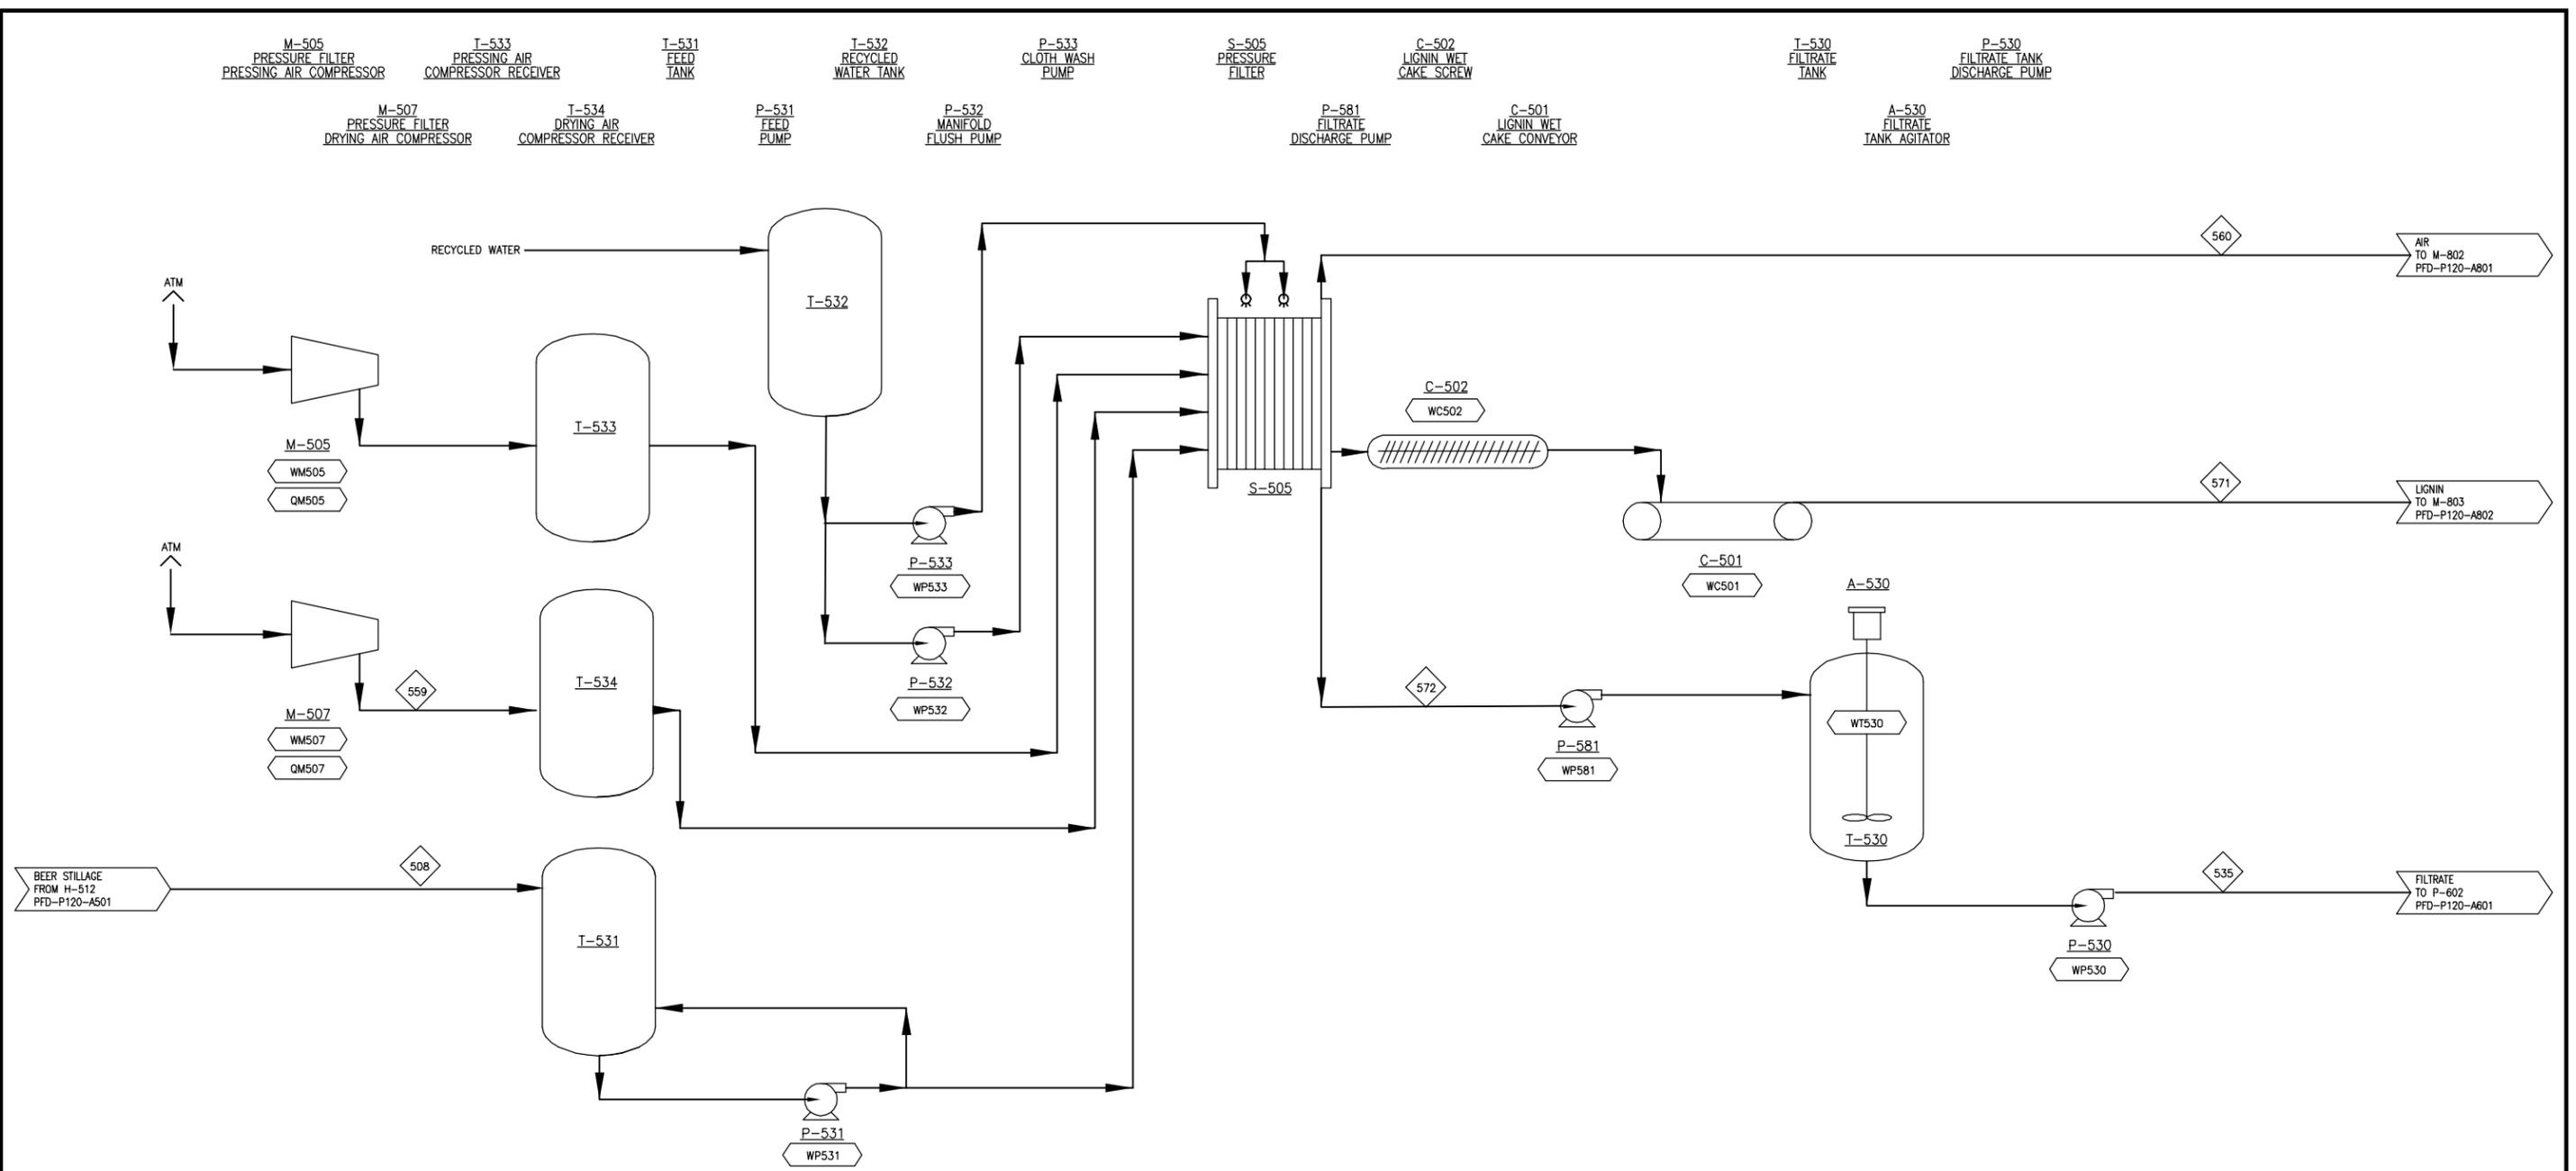 M-505
PRESSURE FILTER
PRESSING AIR COMPRESSOR
T-533
PRESSING AIR
COMPRESSOR RECEIVER
T-531
FEED
TANK
T-532
RECYCLED
WATER TANK
P-533
CLOTH WASH
PUMP
S-505
PRESSURE
FILTER
C-502
LIGNIN WET
CAKE SCREW
T-530
FILTRATE
TANK
P-530
FILTRATE TANK
DISCHARGE PUMP
M-507
PRESSURE FILTER
DRYING AIR COMPRESSOR
T-534
DRYING AIR
COMPRESSOR RECEIVER
P-531
FEED
PUMP
P-532
MANIFOLD
FLUSH PUMP
P-581
FILTRATE
DISCHARGE PUMP
C-501
LIGNIN WET
CAKE CONVEYOR
A-530
FILTRATE
TANK AGITATOR
RECYCLED WATER
560
AIR
TO M-802
PFD-P120-A801
ATM
T-532
T-533
C-502
WC502
M-505
WM505
QM505
S-505
571
LIGNIN
TO M-803
PFD-P120-A802
ATM
P-533
WP533
C-501
WC501
A-530
559
T-534
P-532
WP532
572
M-507
WM507
QM507
P-581
WP581
WT530
T-530
BEER STILLAGE
FROM H-512
PFD-P120-A501
508
535
FILTRATE
TO P-602
PFD-P120-A601
T-531
P-530
WP530
P-531
WP531